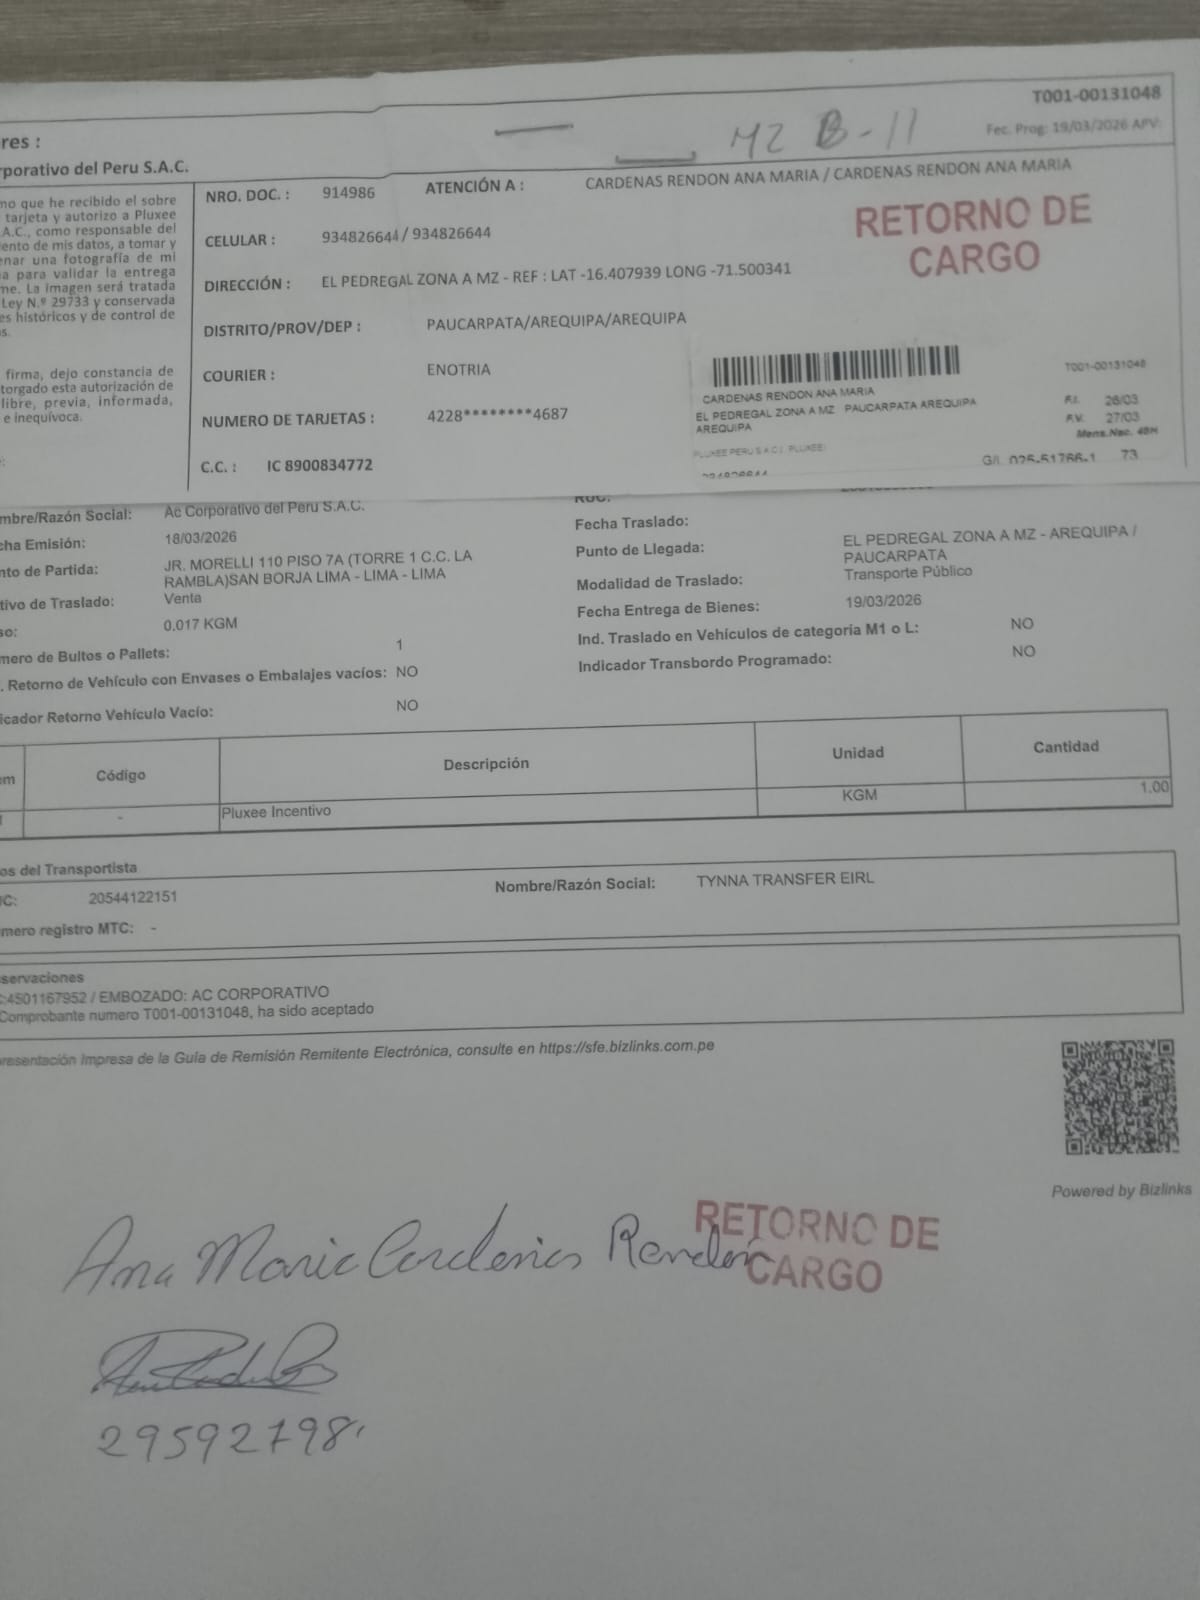 T001-00131048
res :
MZ B-11
Fec. Prog: 19/03/2026 APV:
rporativo del Peru S.A.C.
NRO. DOC. : 914986 ATENCIÓN A : CARDENAS RENDON ANA MARIA / CARDENAS RENDON ANA MARIA
no que he recibido el sobre
tarjeta y autorizo a Pluxee
.A.C., como responsable del
ento de mis datos, a tomar y
enar una fotografía de mi
a para validar la entrega
me. La imagen será tratada
Ley N.º 29733 y conservada
es históricos y de control de
s.
firma, dejo constancia de
torgado esta autorización de
libre, previa, informada,
e inequívoca.
RETORNO DE
CARGO
CELULAR : 934826644 / 934826644
DIRECCIÓN : EL PEDREGAL ZONA A MZ - REF : LAT -16.407939 LONG -71.500341
DISTRITO/PROV/DEP : PAUCARPATA/AREQUIPA/AREQUIPA
COURIER : ENOTRIA
NUMERO DE TARJETAS : 4228********4687
C.C. : IC 8900834772
T001-00131048
CARDENAS RENDON ANA MARIA
EL PEDREGAL ZONA A MZ PAUCARPATA AREQUIPA
AREQUIPA
F.I. 26/03
F.V. 27/03
Mens.Nac. 48H
PLUXEE PERU S A C | PLUXEE
G/L 025-51766-1 73
934826644
mbre/Razón Social: Ac Corporativo del Peru S.A.C.
RUC:
cha Emisión: 18/03/2026
Fecha Traslado:
nto de Partida: JR. MORELLI 110 PISO 7A (TORRE 1 C.C. LA
RAMBLA)SAN BORJA LIMA - LIMA - LIMA
Punto de Llegada: EL PEDREGAL ZONA A MZ - AREQUIPA /
PAUCARPATA
tivo de Traslado: Venta
Modalidad de Traslado: Transporte Público
so: 0.017 KGM
Fecha Entrega de Bienes: 19/03/2026
mero de Bultos o Pallets: 1
Ind. Traslado en Vehículos de categoría M1 o L: NO
. Retorno de Vehículo con Envases o Embalajes vacíos: NO
Indicador Transbordo Programado: NO
icador Retorno Vehículo Vacío: NO
em Código Descripción Unidad Cantidad
- Pluxee Incentivo KGM 1.00
os del Transportista
C: 20544122151 Nombre/Razón Social: TYNNA TRANSFER EIRL
mero registro MTC: -
servaciones
C:4501167952 / EMBOZADO: AC CORPORATIVO
Comprobante numero T001-00131048, ha sido aceptado
resentación Impresa de la Guía de Remisión Remitente Electrónica, consulte en https://sfe.bizlinks.com.pe
Powered by Bizlinks
RETORNO DE
CARGO
Ana Maria Cardenas Rendon
29592798